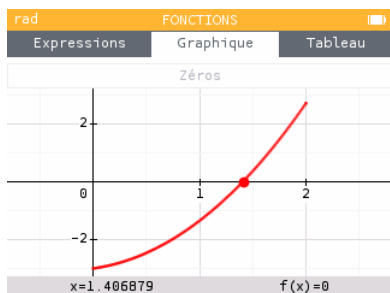 rad FONCTIONS
Expressions Graphique Tableau
Zéros
2
0 1 2
-2
x=1.406879 f(x)=0